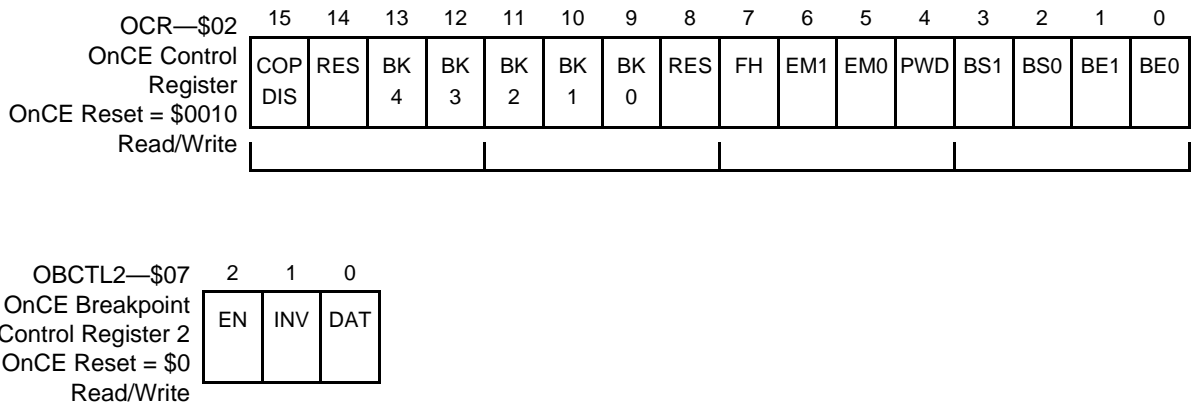 OCR—$02
OnCE Control
Register
OnCE Reset = $0010
Read/Write
15 14 13 12 11 10 9 8 7 6 5 4 3 2 1 0
COP DIS RES BK 4 BK 3 BK 2 BK 1 BK 0 RES FH EM1 EM0 PWD BS1 BS0 BE1 BE0
OBCTL2—$07
OnCE Breakpoint
Control Register 2
OnCE Reset = $0
Read/Write
2 1 0
EN INV DAT